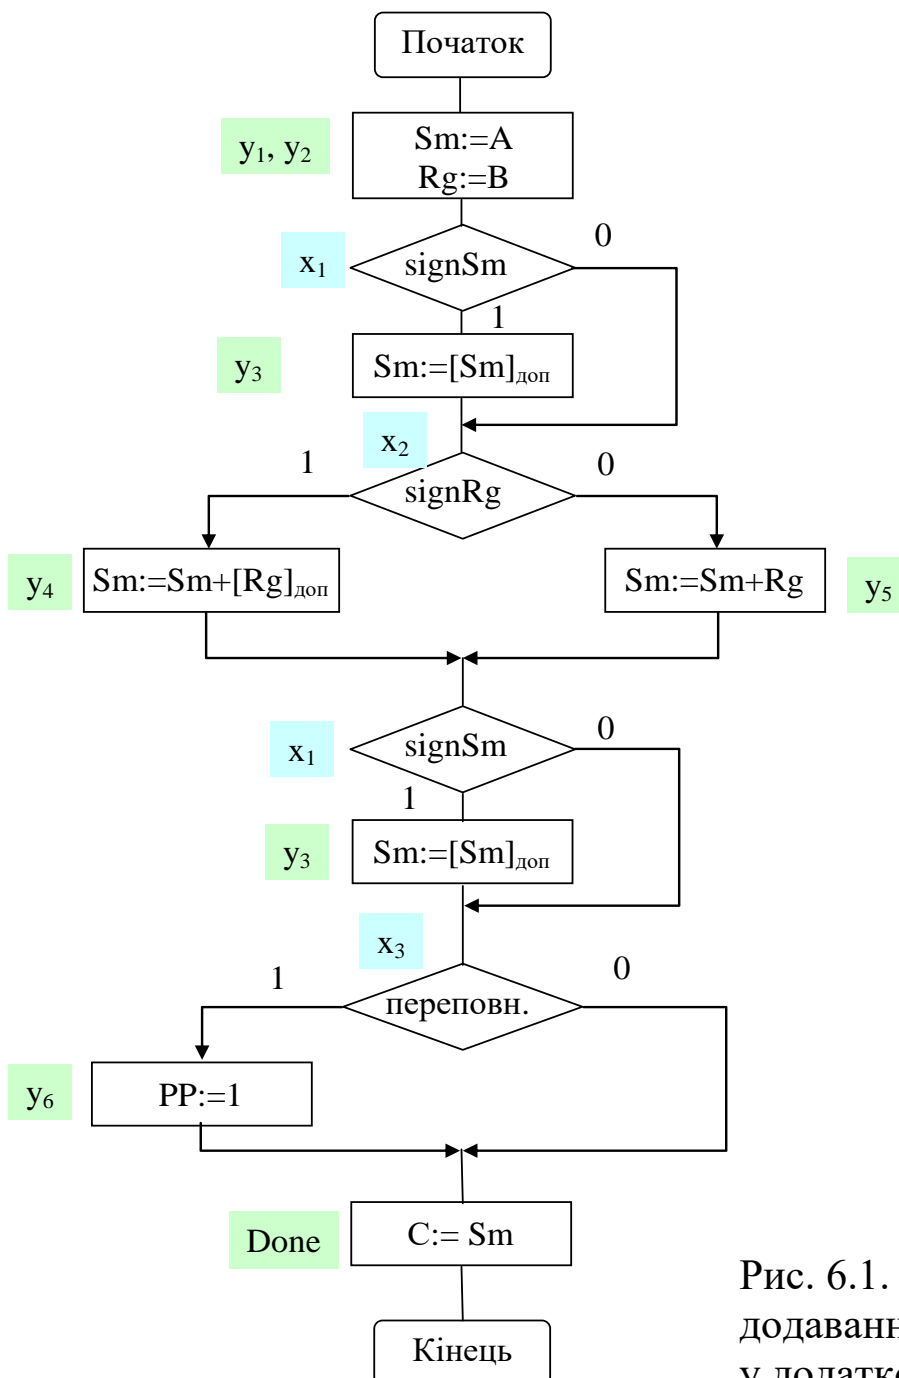 Початок
y₁, y₂
Sm:=A
Rg:=B
x₁
signSm
0
1
y₃
Sm:=[Sm]доп
x₂
1
signRg
0
y₄
Sm:=Sm+[Rg]доп
Sm:=Sm+Rg
y₅
x₁
signSm
0
1
y₃
Sm:=[Sm]доп
x₃
1
переповн.
0
y₆
PP:=1
Done
C:= Sm
Рис. 6.1.
додаванн
у додатк
Кінець